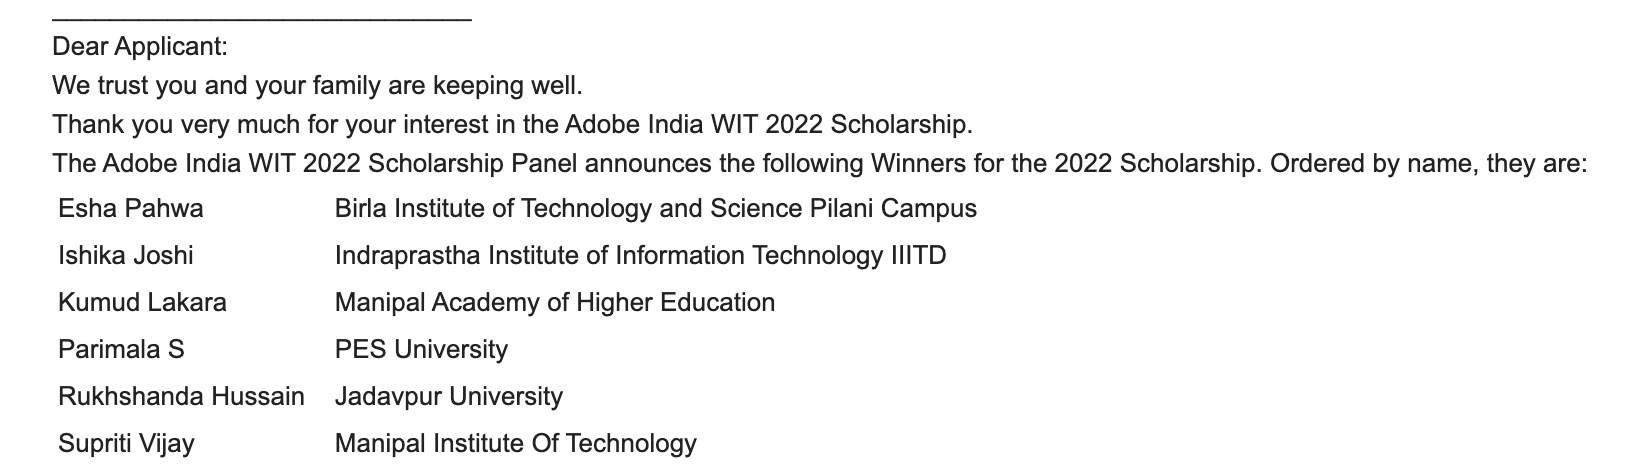 Dear Applicant:
We trust you and your family are keeping well.
Thank you very much for your interest in the Adobe India WIT 2022 Scholarship.
The Adobe India WIT 2022 Scholarship Panel announces the following Winners for the 2022 Scholarship. Ordered by name, they are:
Esha Pahwa Birla Institute of Technology and Science Pilani Campus
Ishika Joshi Indraprastha Institute of Information Technology IIITD
Kumud Lakara Manipal Academy of Higher Education
Parimala S PES University
Rukhshanda Hussain Jadavpur University
Supriti Vijay Manipal Institute Of Technology